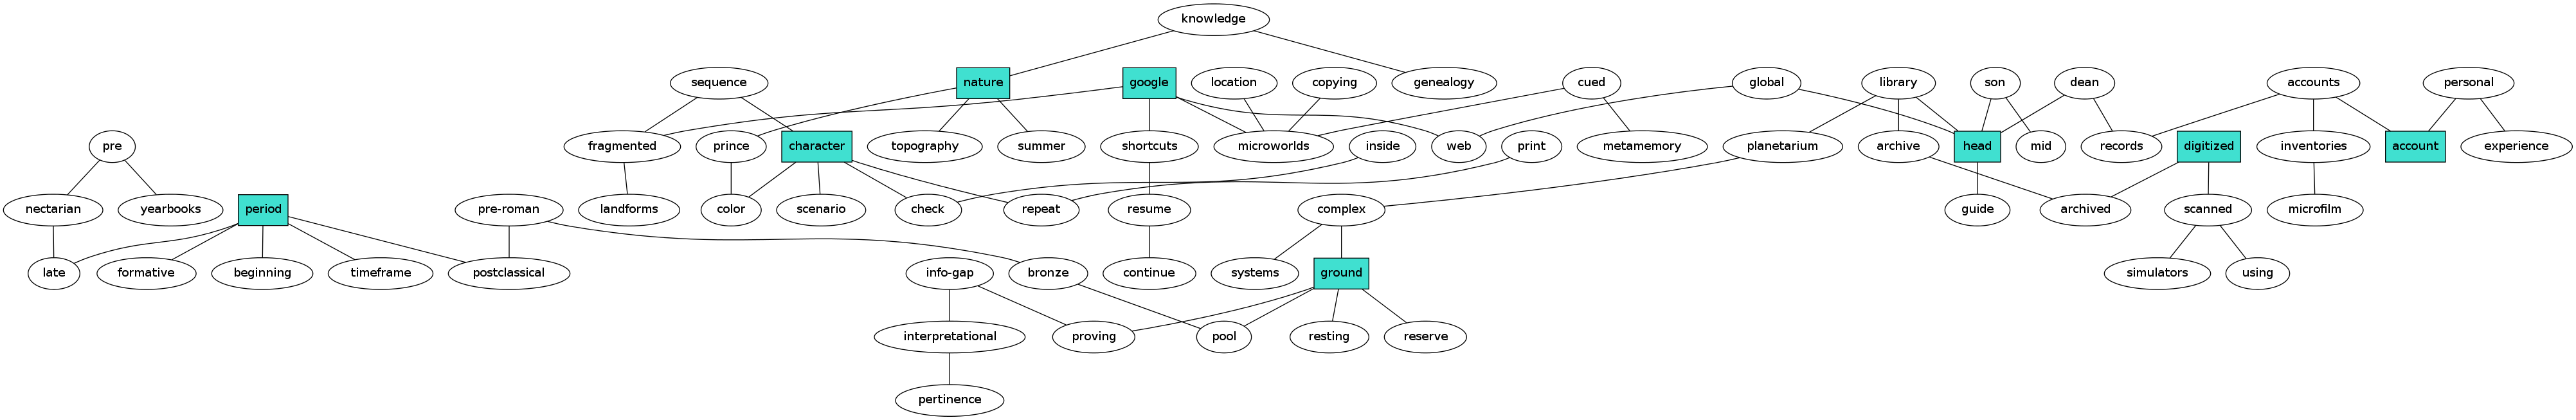 knowledge
sequence
nature
google
location
copying
genealogy
cued
global
library
son
dean
accounts
personal
pre
fragmented
prince
character
topography
summer
shortcuts
microworlds
inside
web
print
metamemory
planetarium
archive
head
mid
records
digitized
inventories
account
experience
nectarian
yearbooks
period
pre-roman
landforms
color
scenario
check
repeat
resume
complex
guide
archived
scanned
microfilm
late
formative
beginning
timeframe
postclassical
info-gap
bronze
continue
systems
ground
simulators
using
interpretational
proving
pool
resting
reserve
pertinence